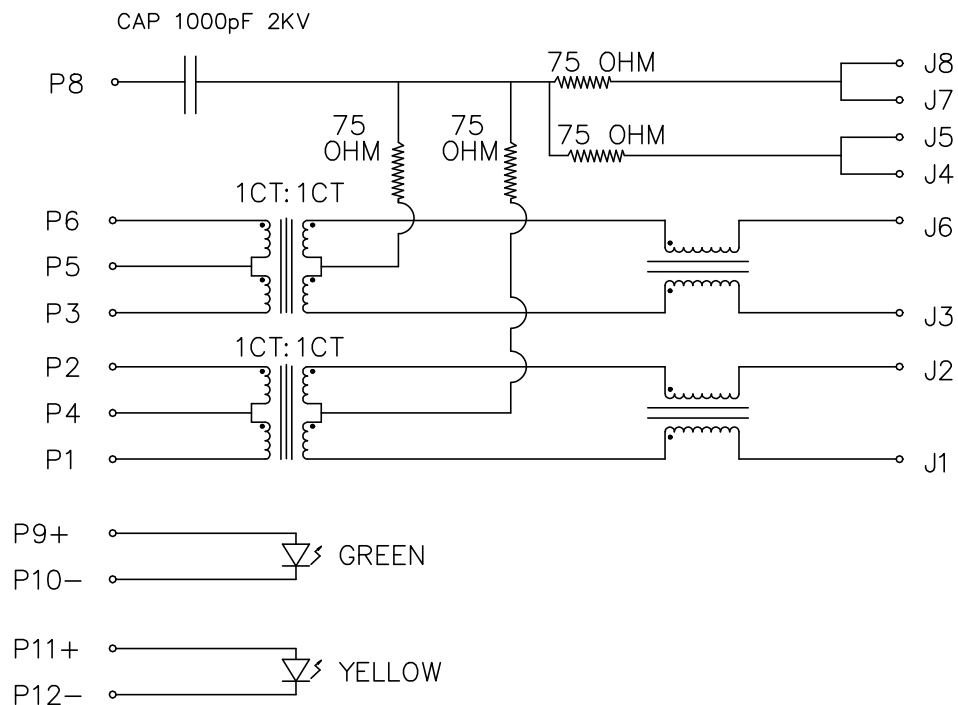 CAP 1000pF 2KV
P8
75 OHM
J8
J7
75
OHM
75
OHM
75 OHM
J5
J4
1CT:1CT
P6
J6
P5
P3
J3
1CT:1CT
P2
J2
P4
P1
J1
P9+
GREEN
P10-
P11+
YELLOW
P12-